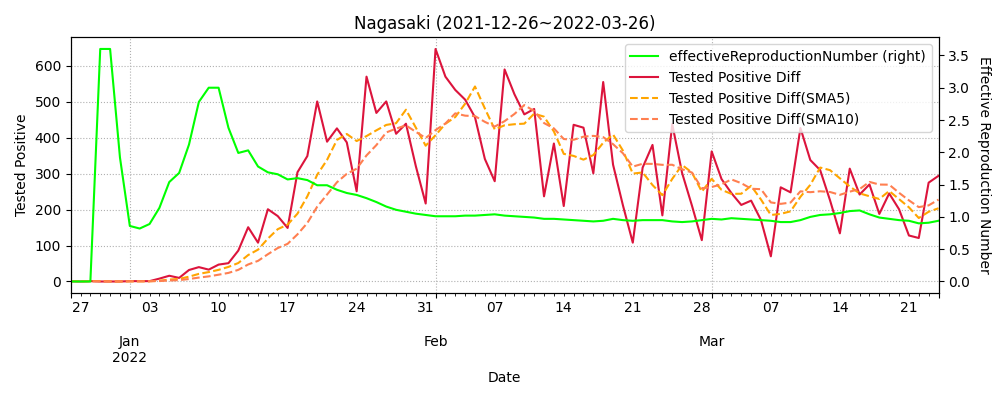 Nagasaki (2021-12-26~2022-03-26)
effectiveReproductionNumber (right)
Tested Positive Diff
Tested Positive Diff(SMA5)
Tested Positive Diff(SMA10)
Tested Positive
600
500
400
300
200
100
0
3.5
3.0
2.5
2.0
1.5
1.0
0.5
0.0
Effective Reproduction Number
27 03 10 17 24 31 07 14 21 28 07 14 21
Jan Feb Mar
2022
Date